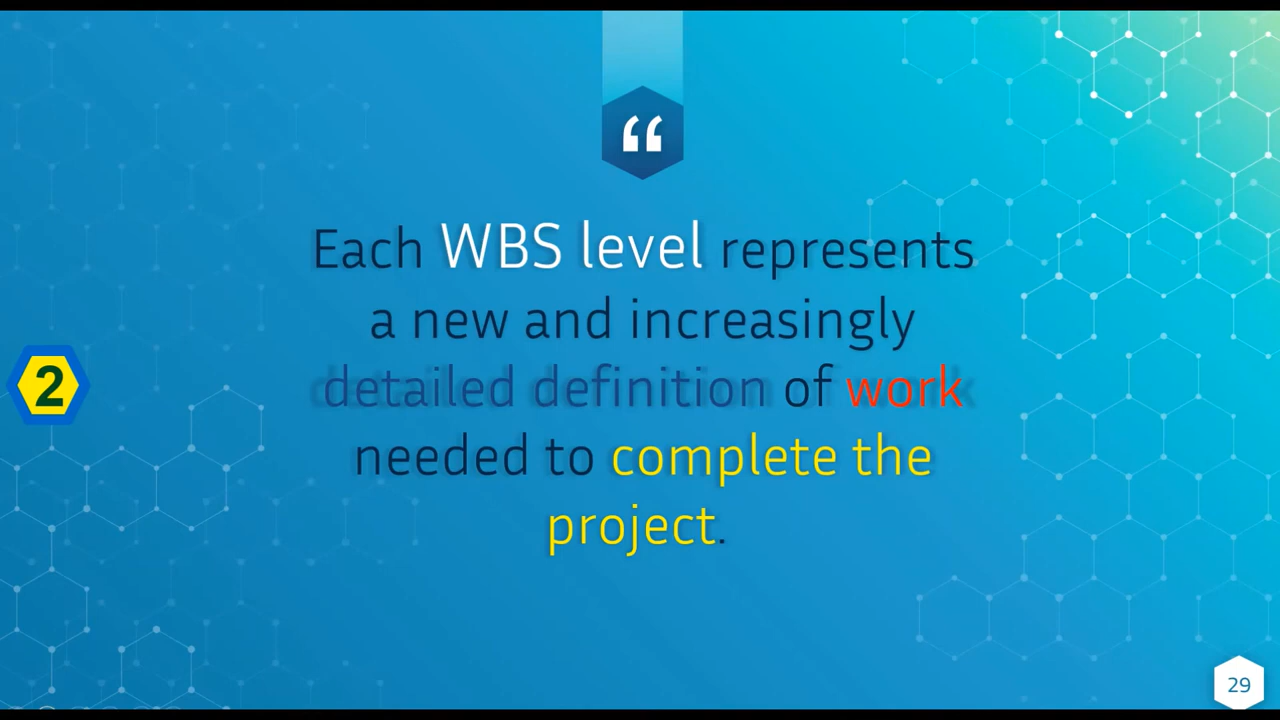 “
Each WBS level represents
a new and increasingly
detailed definition of work
needed to complete the
project.
2
29